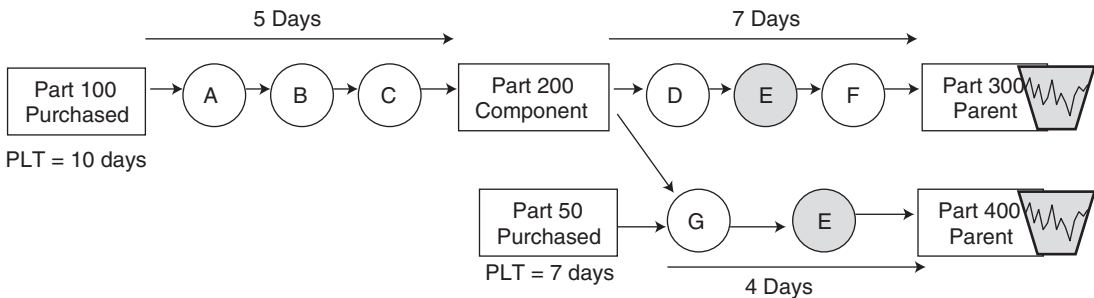 5 Days
7 Days
Part 100
Purchased
A
B
C
Part 200
Component
D
E
F
Part 300
Parent
PLT = 10 days
Part 50
Purchased
G
E
Part 400
Parent
PLT = 7 days
4 Days